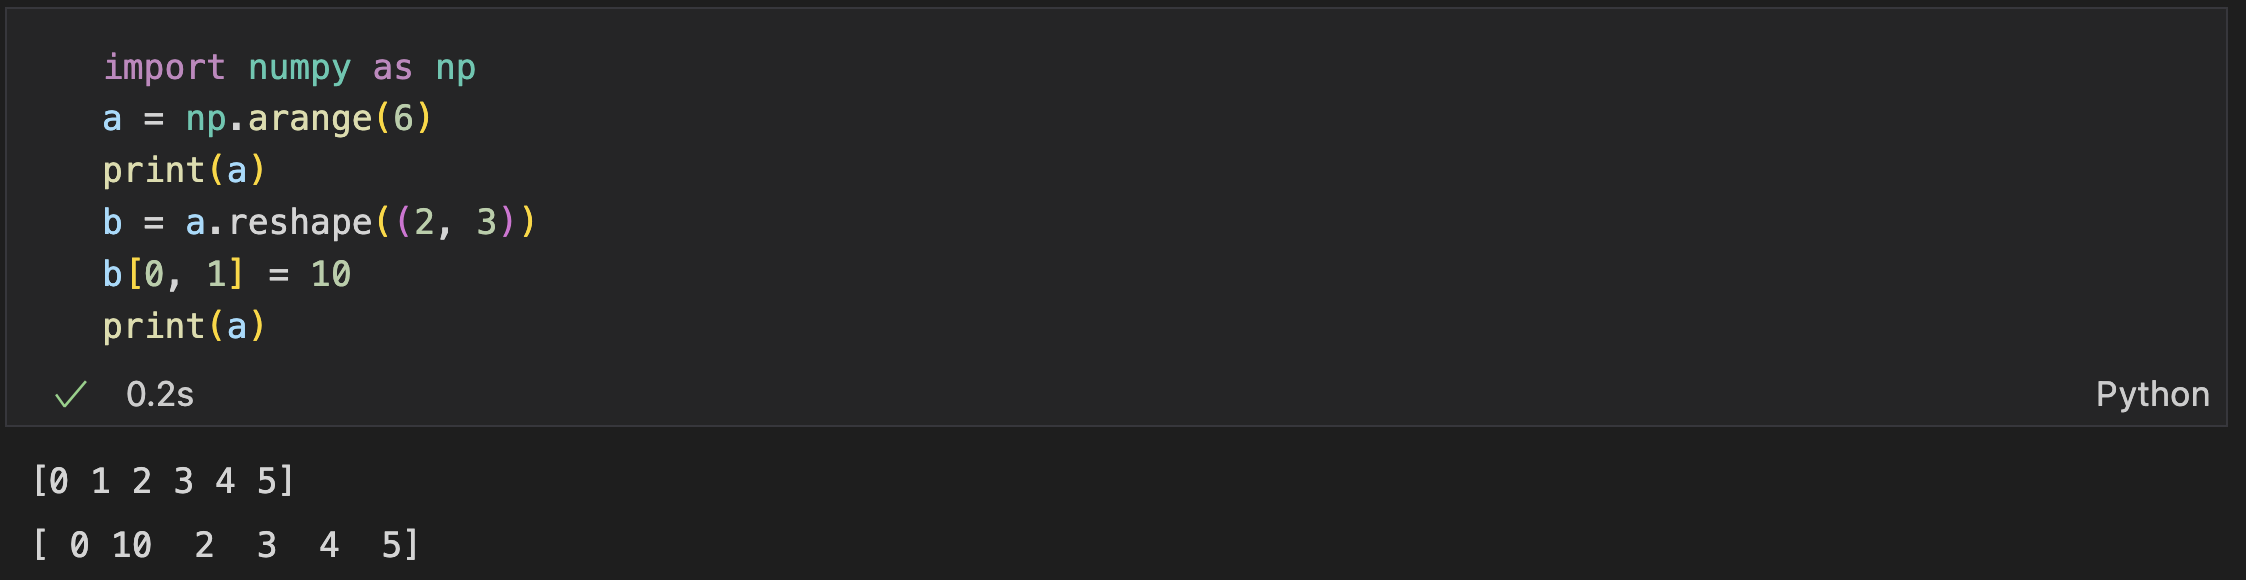 import numpy as np
a = np.arange(6)
print(a)
b = a.reshape((2, 3))
b[0, 1] = 10
print(a)
0.2s
Python
[0 1 2 3 4 5]
[ 0 10  2  3  4  5]